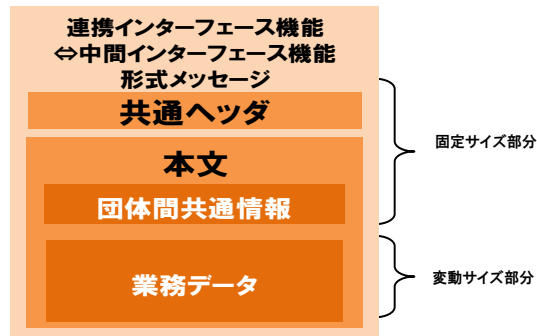 連携インターフェース機能
⇔中間インターフェース機能
形式メッセージ
共通ヘッダ
固定サイズ部分
本文
団体間共通情報
業務データ
変動サイズ部分